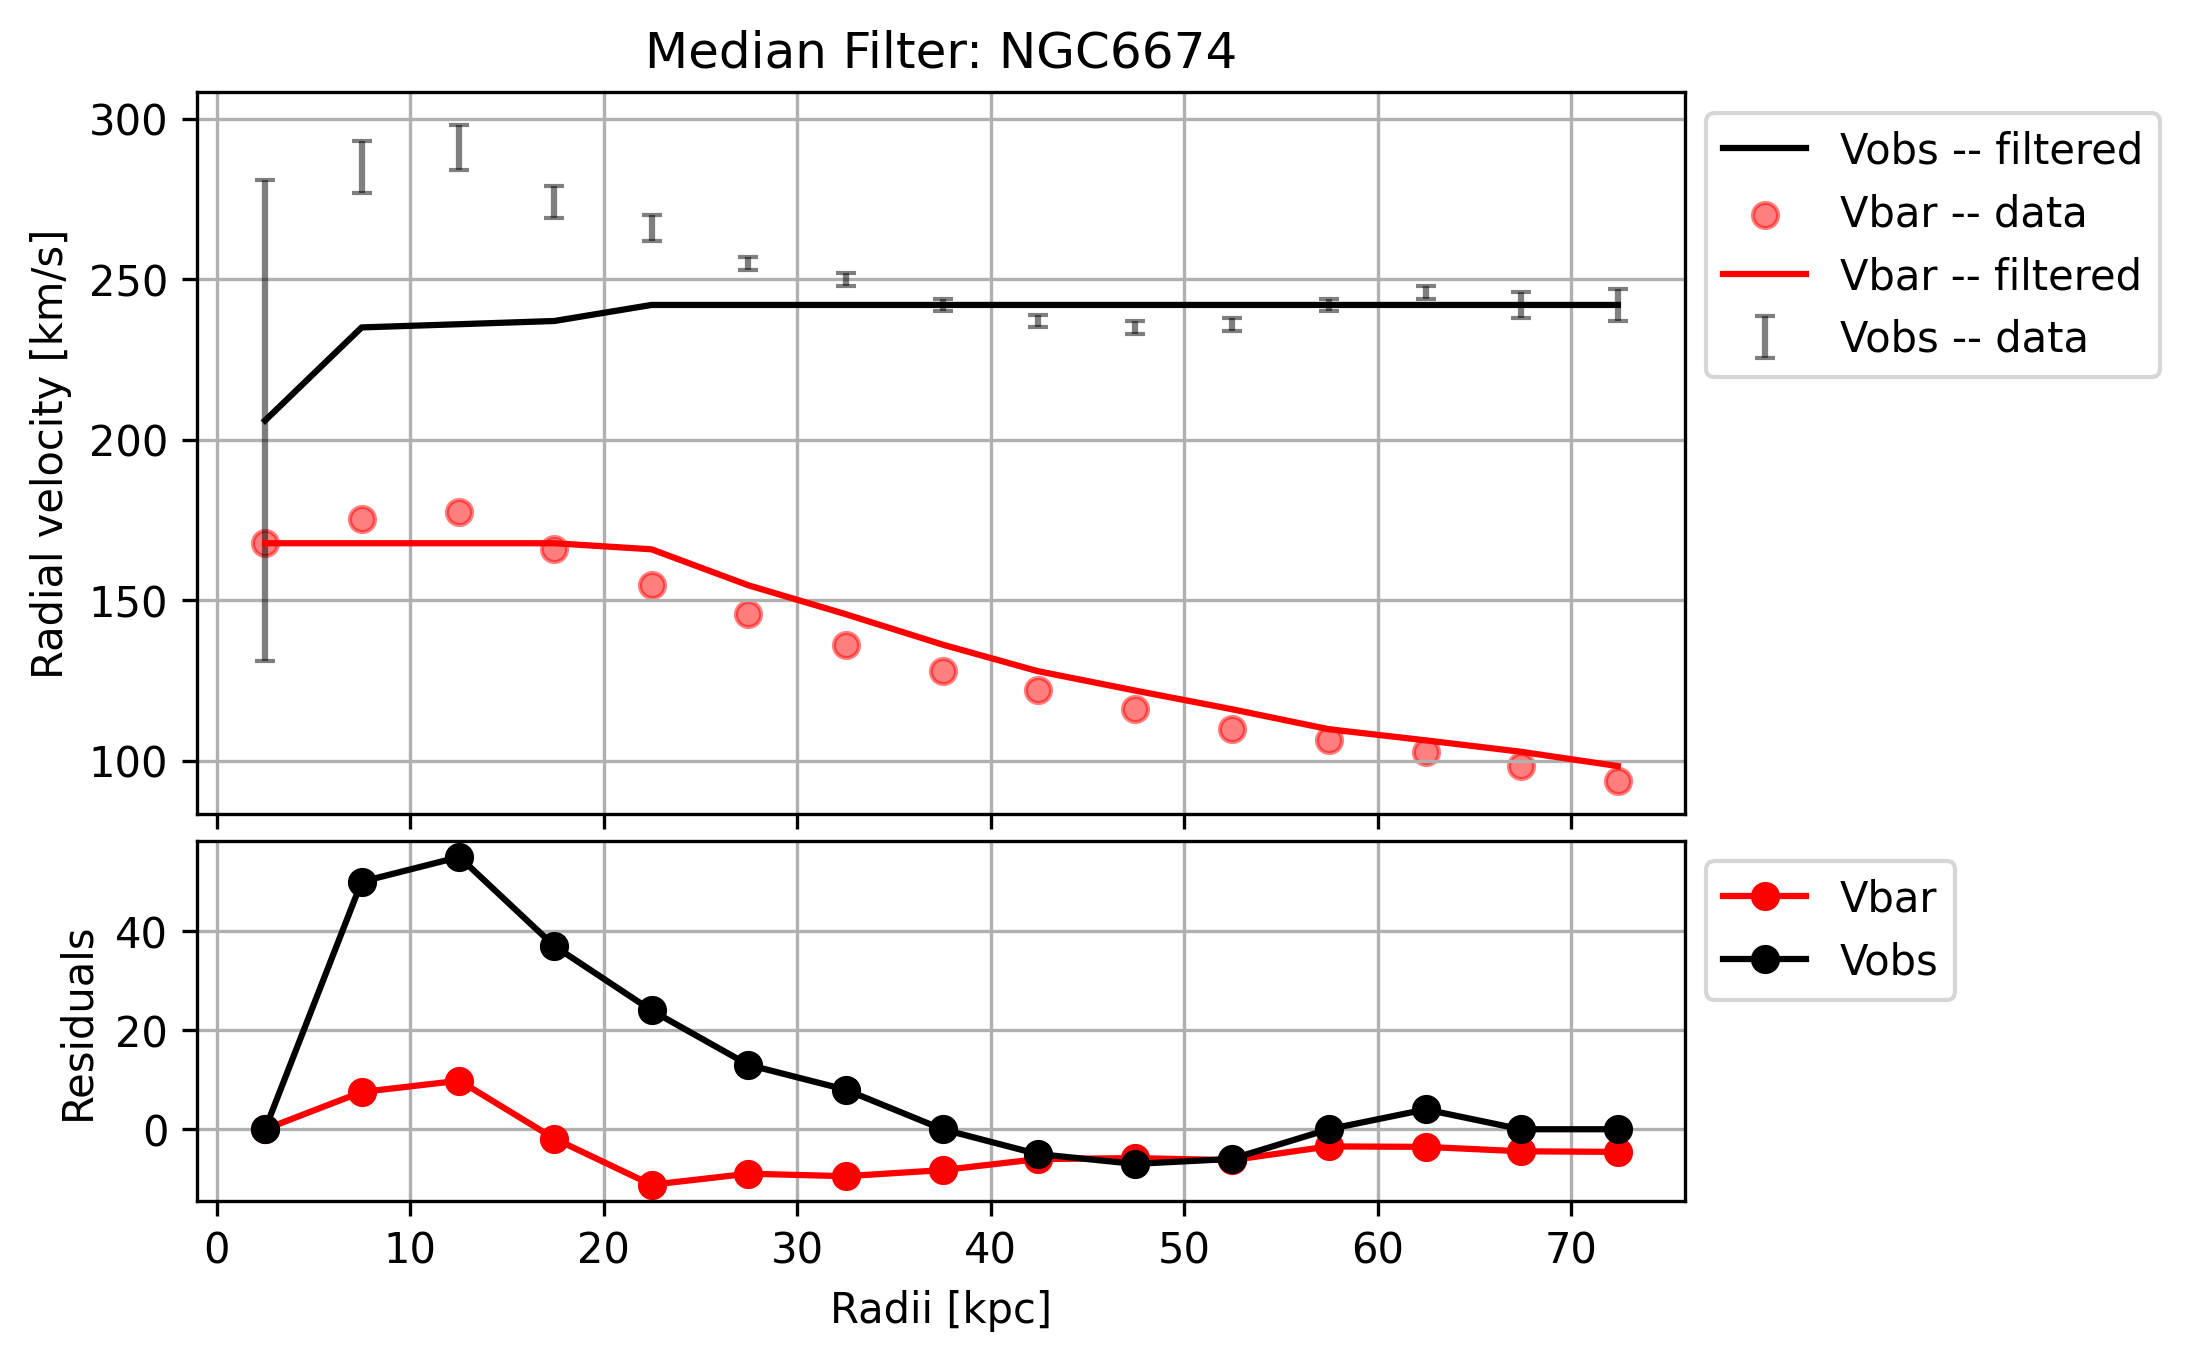 Median Filter: NGC6674
300
250
200
150
100
Radial velocity [km/s]
Vobs -- filtered
Vbar -- data
Vbar -- filtered
Vobs -- data
40
20
0
Residuals
Vbar
Vobs
0 10 20 30 40 50 60 70
Radii [kpc]